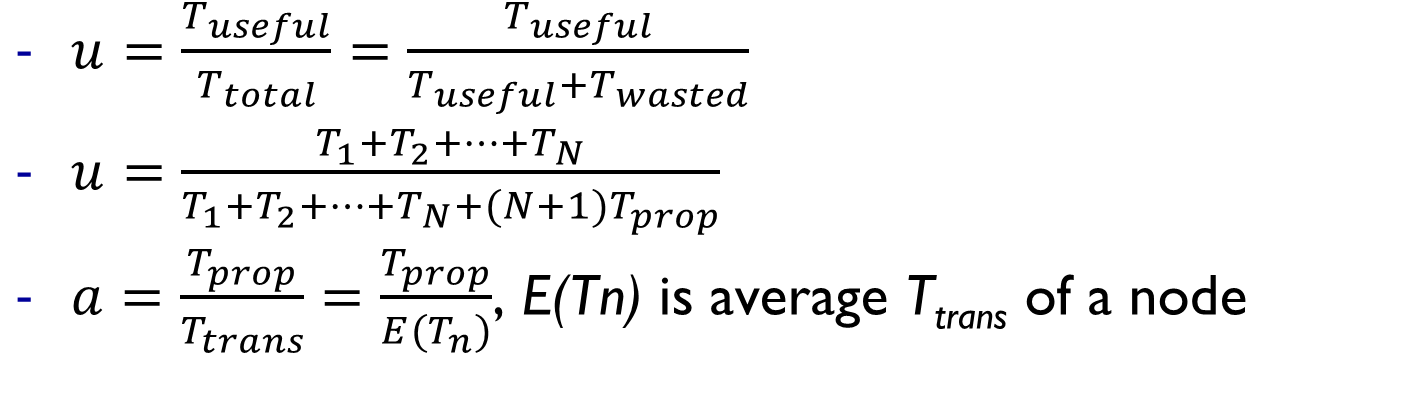 - u = T_useful / T_total = T_useful / (T_useful+T_wasted)
- u = (T_1+T_2+⋯+T_N) / (T_1+T_2+⋯+T_N+(N+1)T_prop)
- a = T_prop / T_trans = T_prop / E(T_n), E(Tn) is average T_trans of a node